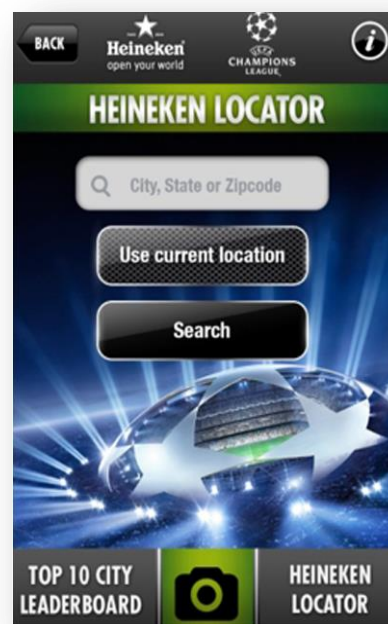 BACK
Heineken
open your world
UEFA
CHAMPIONS
LEAGUE
HEINEKEN LOCATOR
City, State or Zipcode
Use current location
Search
TOP 10 CITY
LEADERBOARD
HEINEKEN
LOCATOR